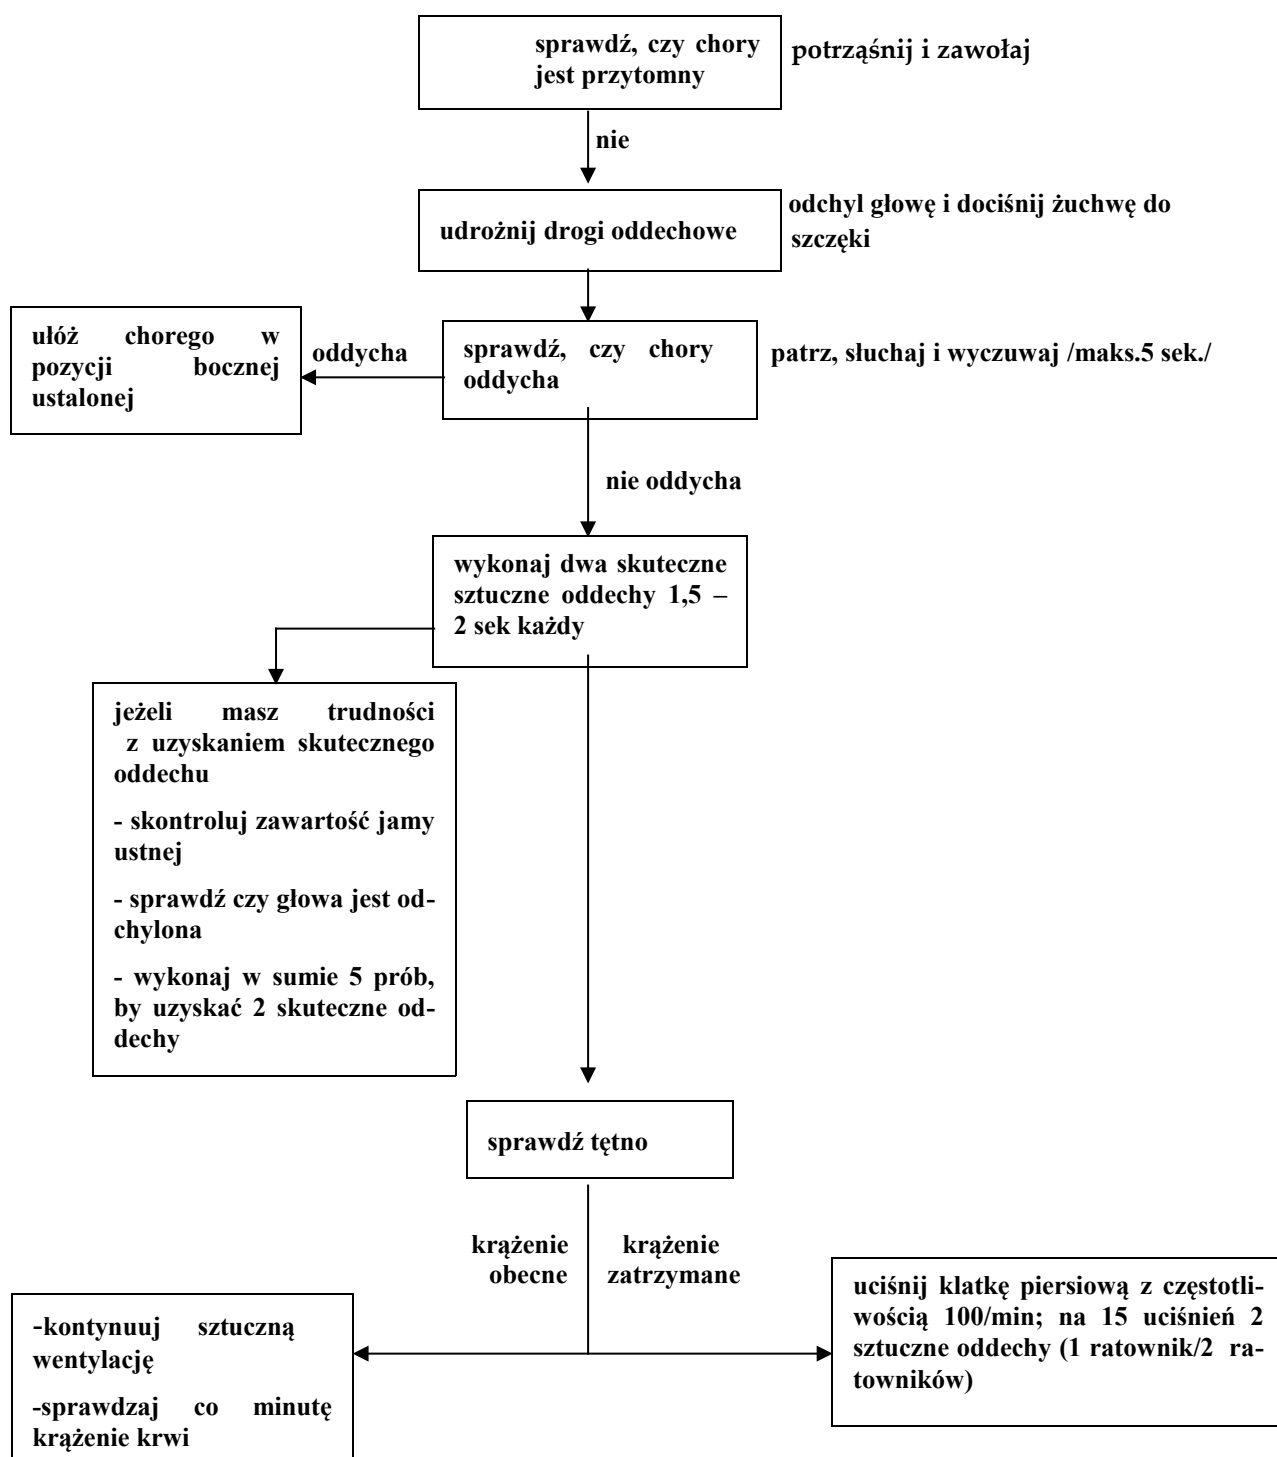 sprawdź, czy chory
jest przytomny
potrząśnij i zawołaj
nie
udrożnij drogi oddechowe
odchyl głowę i dociśnij żuchwę do
szczęki
ułóż chorego w
pozycji bocznej
ustalonej
oddycha
sprawdź, czy chory
oddycha
patrz, słuchaj i wyczuwaj /maks.5 sek./
nie oddycha
wykonaj dwa skuteczne
sztuczne oddechy 1,5 –
2 sek każdy
jeżeli masz trudności
z uzyskaniem skutecznego
oddechu
- skontroluj zawartość jamy
ustnej
- sprawdź czy głowa jest od-
chylona
- wykonaj w sumie 5 prób,
by uzyskać 2 skuteczne od-
dechy
sprawdź tętno
krążenie
obecne
krążenie
zatrzymane
-kontynuuj sztuczną
wentylację
-sprawdzaj co minutę
krążenie krwi
uciśnij klatkę piersiową z częstotli-
wością 100/min; na 15 uciśnień 2
sztuczne oddechy (1 ratownik/2 ra-
towników)